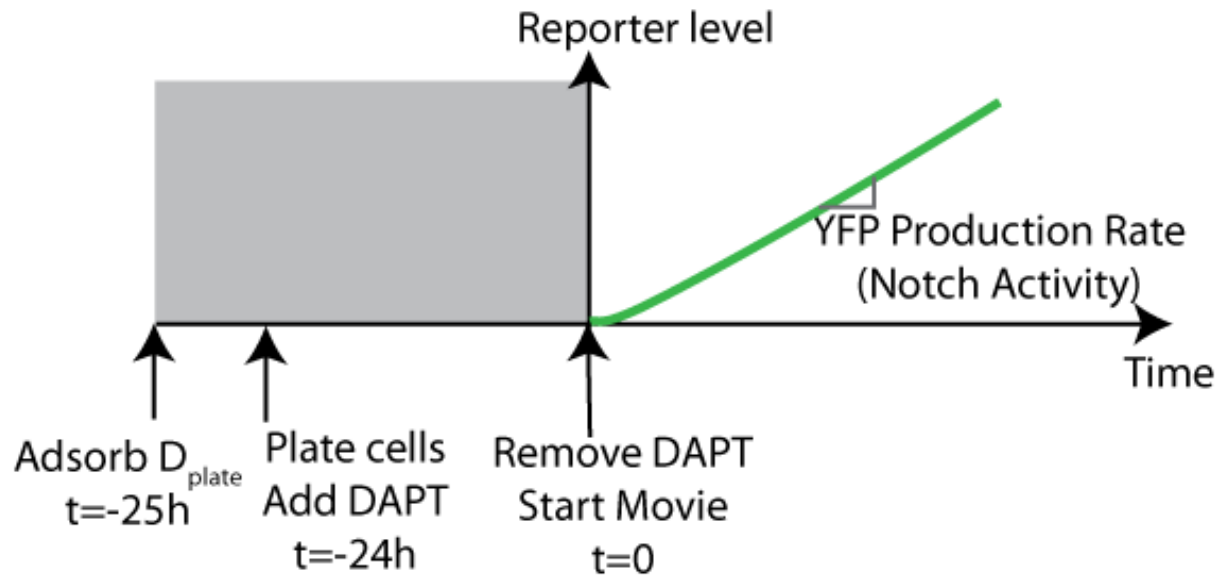 Reporter level
YFP Production Rate
(Notch Activity)
Time
Adsorb Dplate
t=-25h
Plate cells
Add DAPT
t=-24h
Remove DAPT
Start Movie
t=0